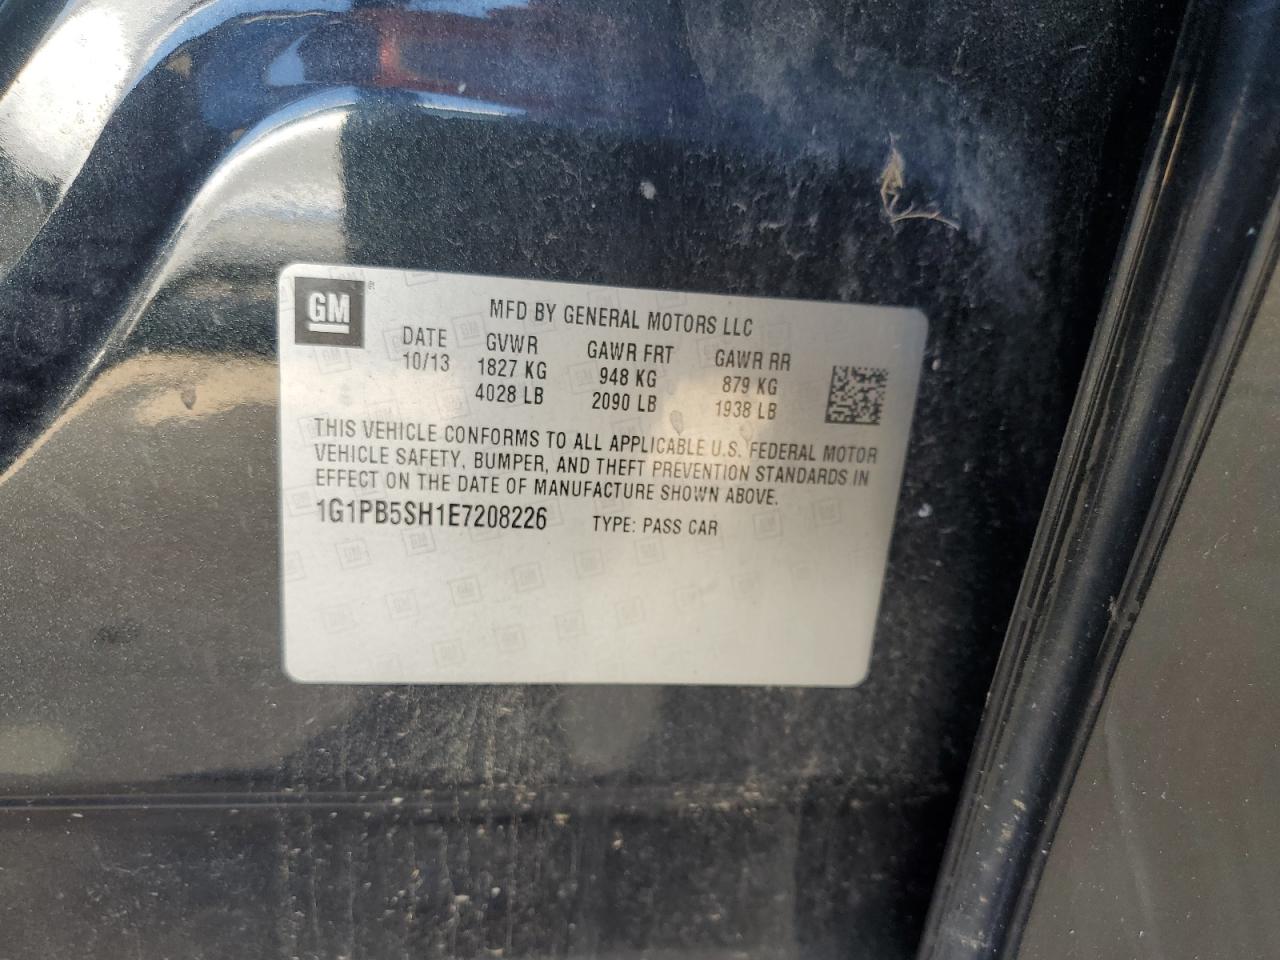 GM
MFD BY GENERAL MOTORS LLC
DATE GVWR GAWR FRT GAWR RR
10/13 1827 KG 948 KG 879 KG
4028 LB 2090 LB 1938 LB
THIS VEHICLE CONFORMS TO ALL APPLICABLE U.S. FEDERAL MOTOR
VEHICLE SAFETY, BUMPER, AND THEFT PREVENTION STANDARDS IN
EFFECT ON THE DATE OF MANUFACTURE SHOWN ABOVE.
1G1PB5SH1E7208226 TYPE: PASS CAR